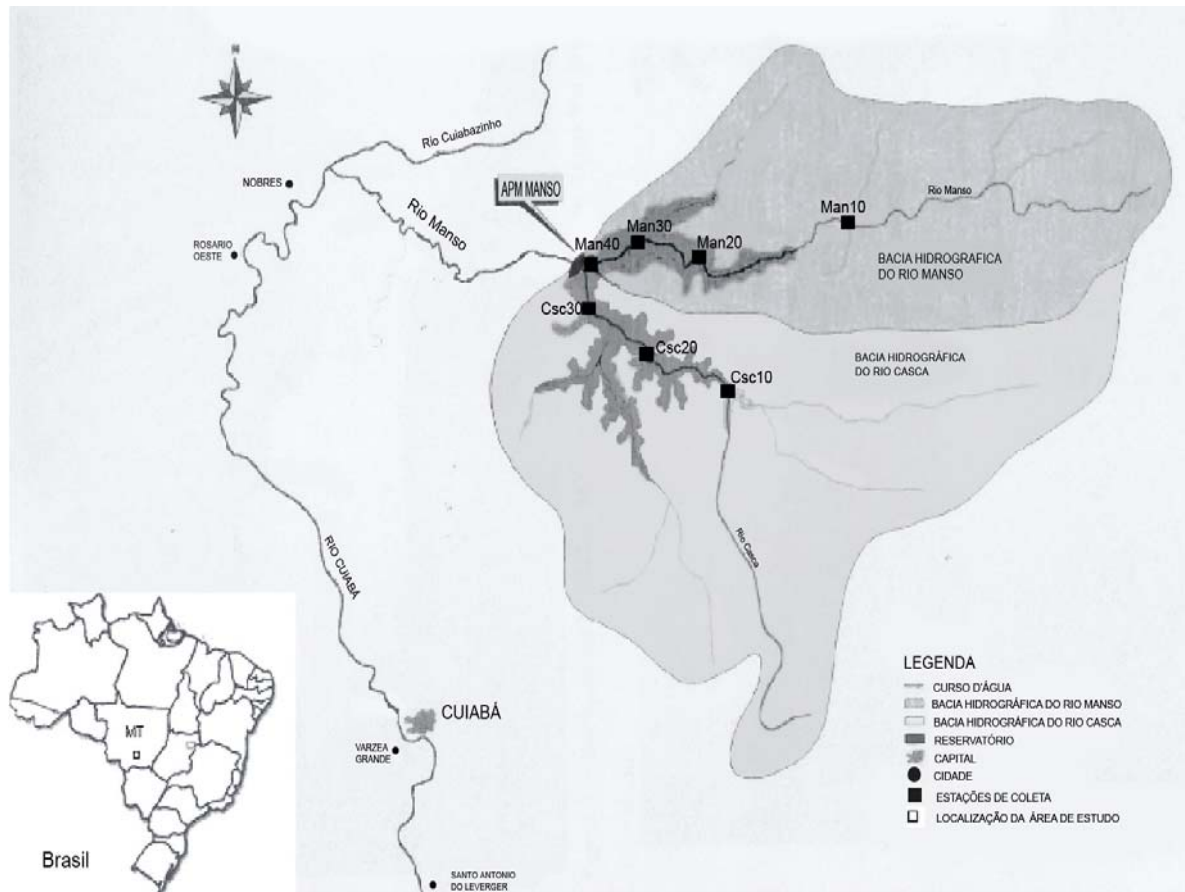 N
Rio Cuiabazinho
NOBRES
APM MANSO
Rio Manso
ROSARIO
OESTE
Man40
Man30
Man20
Man10
Rio Manso
BACIA HIDROGRAFICA
DO RIO MANSO
Csc30
Csc20
Csc10
BACIA HIDROGRÁFICA
DO RIO CASCA
Rio Casca
RIO CUIABÁ
CUIABÁ
VARZEA
GRANDE
SANTO ANTONIO
DO LEVERGER
MT
Brasil
LEGENDA
CURSO D'ÁGUA
BACIA HIDROGRÁFICA DO RIO MANSO
BACIA HIDROGRÁFICA DO RIO CASCA
RESERVATÓRIO
CAPITAL
CIDADE
ESTAÇÕES DE COLETA
LOCALIZAÇÃO DA ÁREA DE ESTUDO